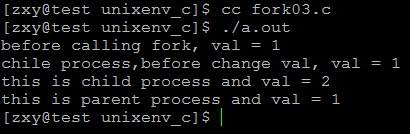 [zxy@test unixenv_c]$ cc fork03.c
[zxy@test unixenv_c]$ ./a.out
before calling fork, val = 1
chile process,before change val, val = 1
this is child process and val = 2
this is parent process and val = 1
[zxy@test unixenv_c]$